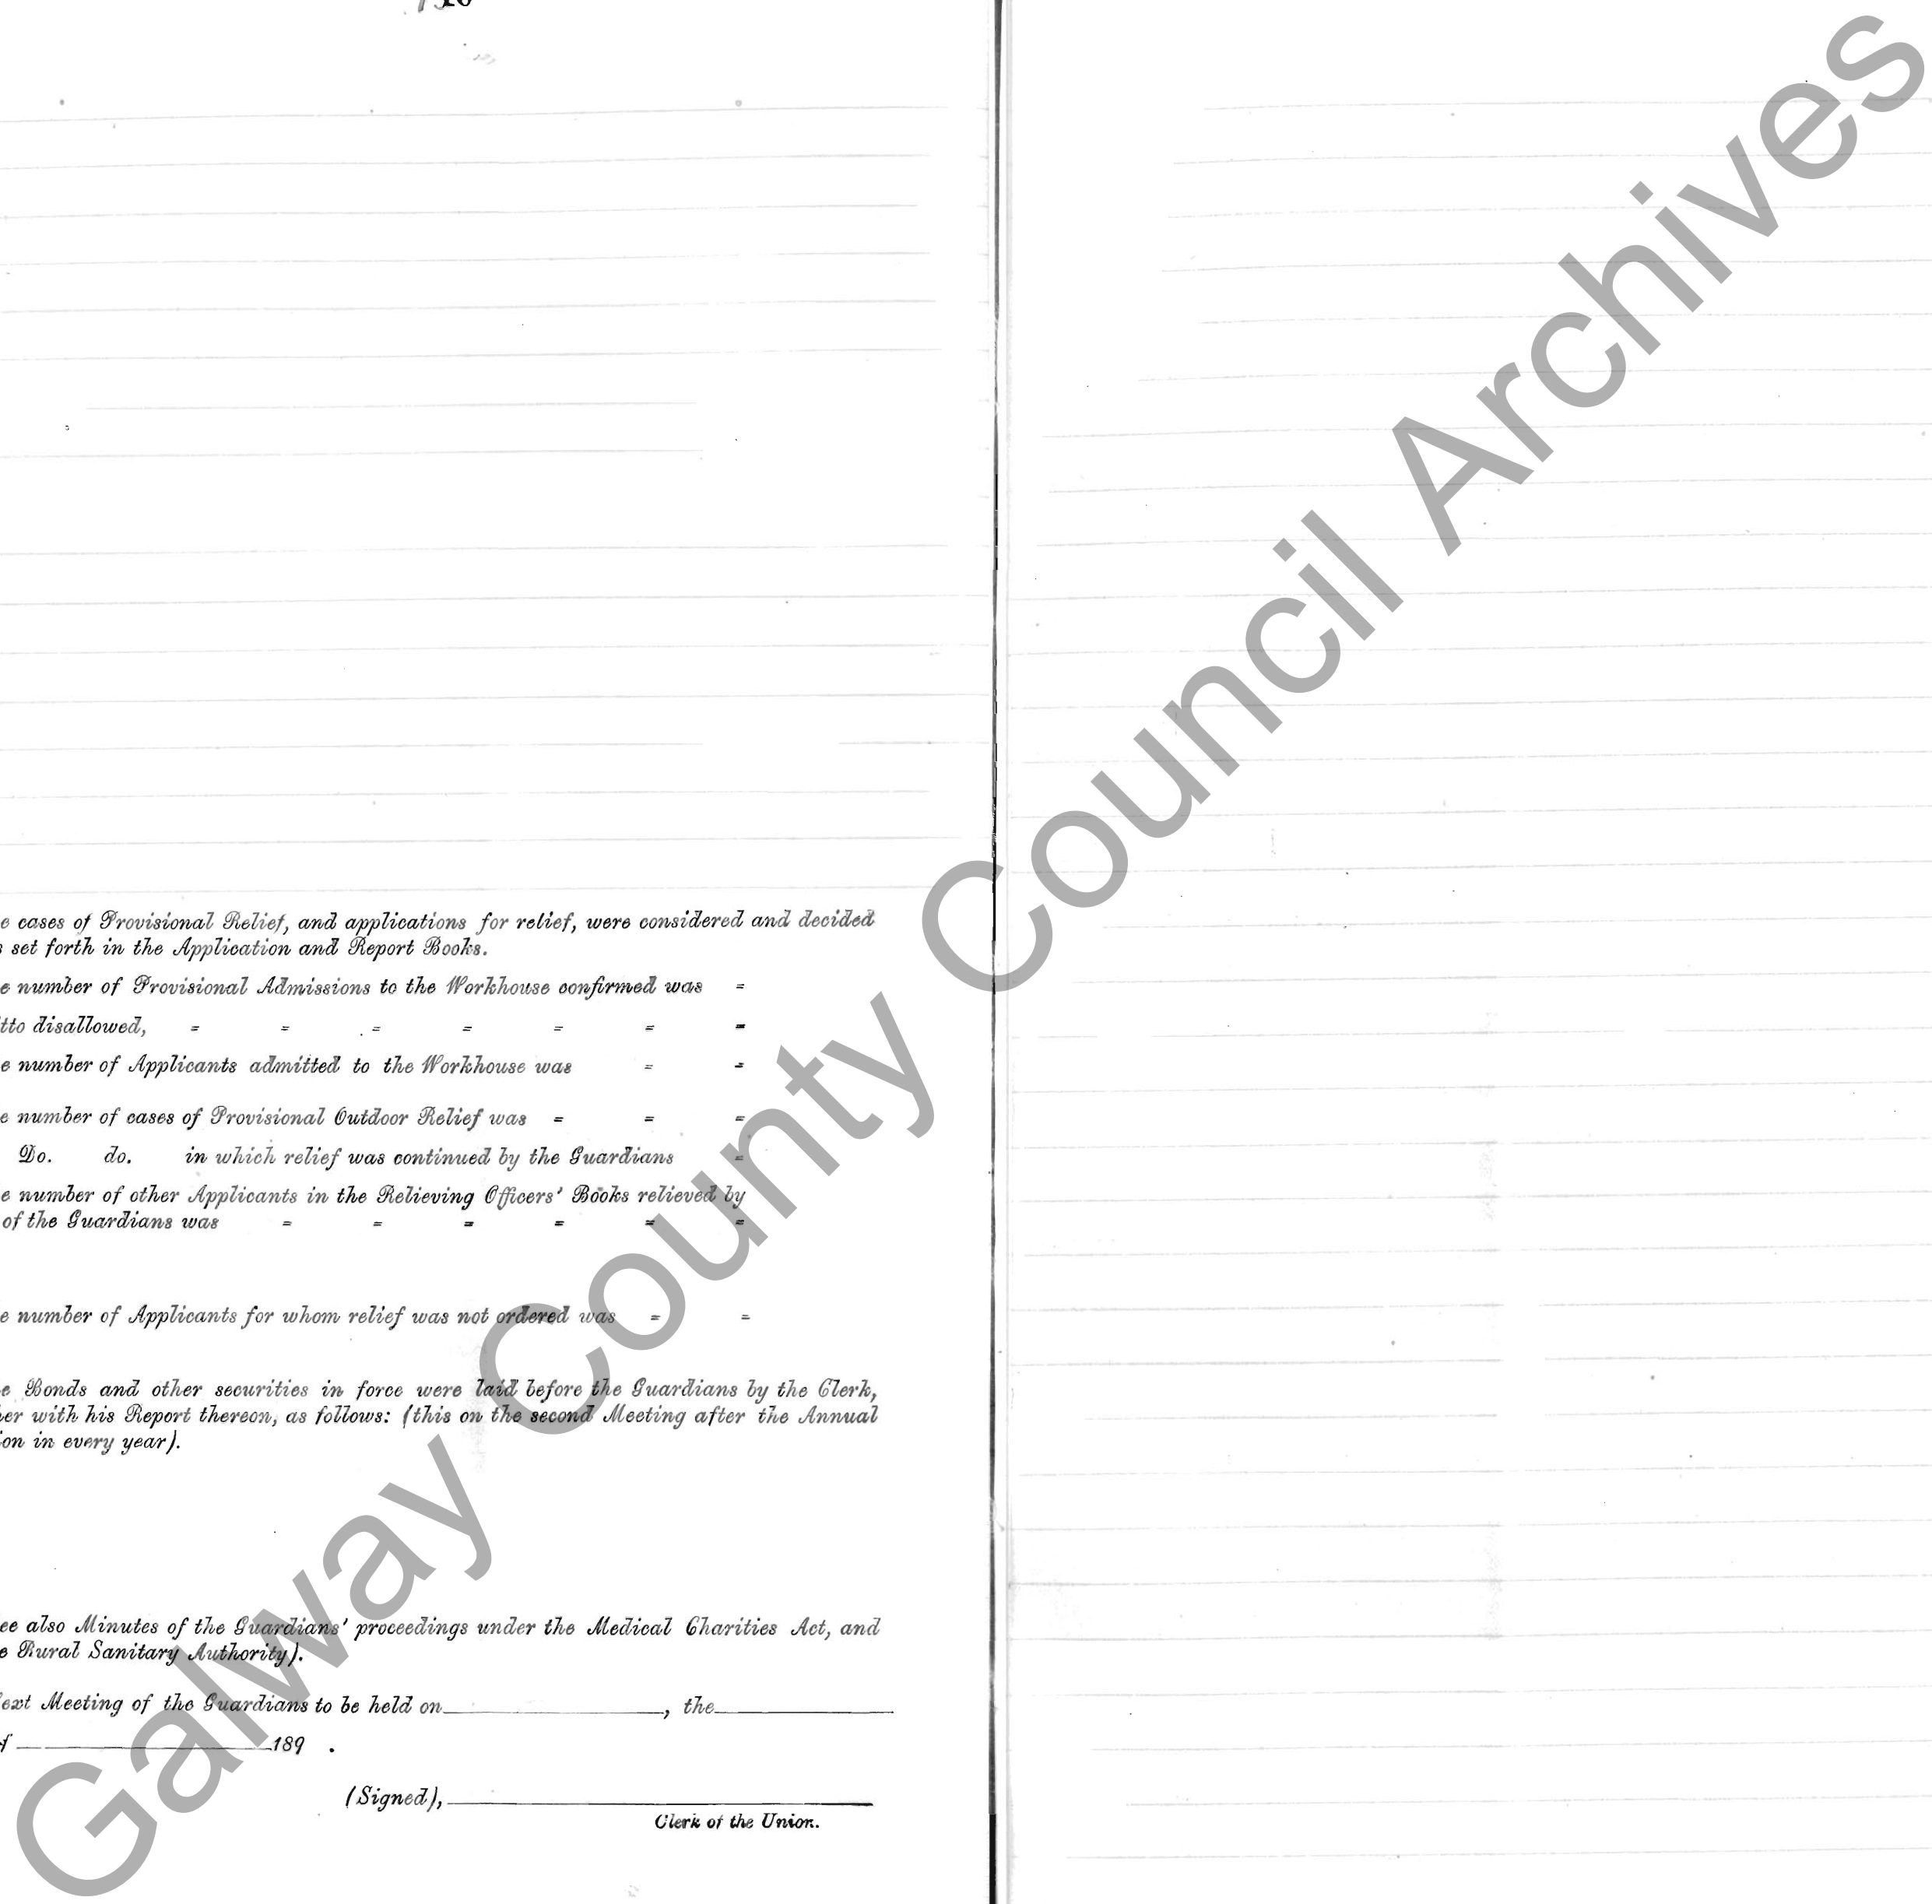 e cases of Provisional Relief, and applications for relief, were considered and decided
s set forth in the Application and Report Books.
e number of Provisional Admissions to the Workhouse confirmed was =
tto disallowed, = = = = = = =
e number of Applicants admitted to the Workhouse was = =
e number of cases of Provisional Outdoor Relief was = = =
Do. do. in which relief was continued by the Guardians =
e number of other Applicants in the Relieving Officers' Books relieved by
of the Guardians was = = = = = =
e number of Applicants for whom relief was not ordered was = =
e Bonds and other securities in force were laid before the Guardians by the Clerk,
er with his Report thereon, as follows: (this on the second Meeting after the Annual
ion in every year).
ee also Minutes of the Guardians' proceedings under the Medical Charities Act, and
e Rural Sanitary Authority).
ext Meeting of the Guardians to be held on , the
f 189 .
(Signed),
Clerk of the Union.
Galway County Council Archives